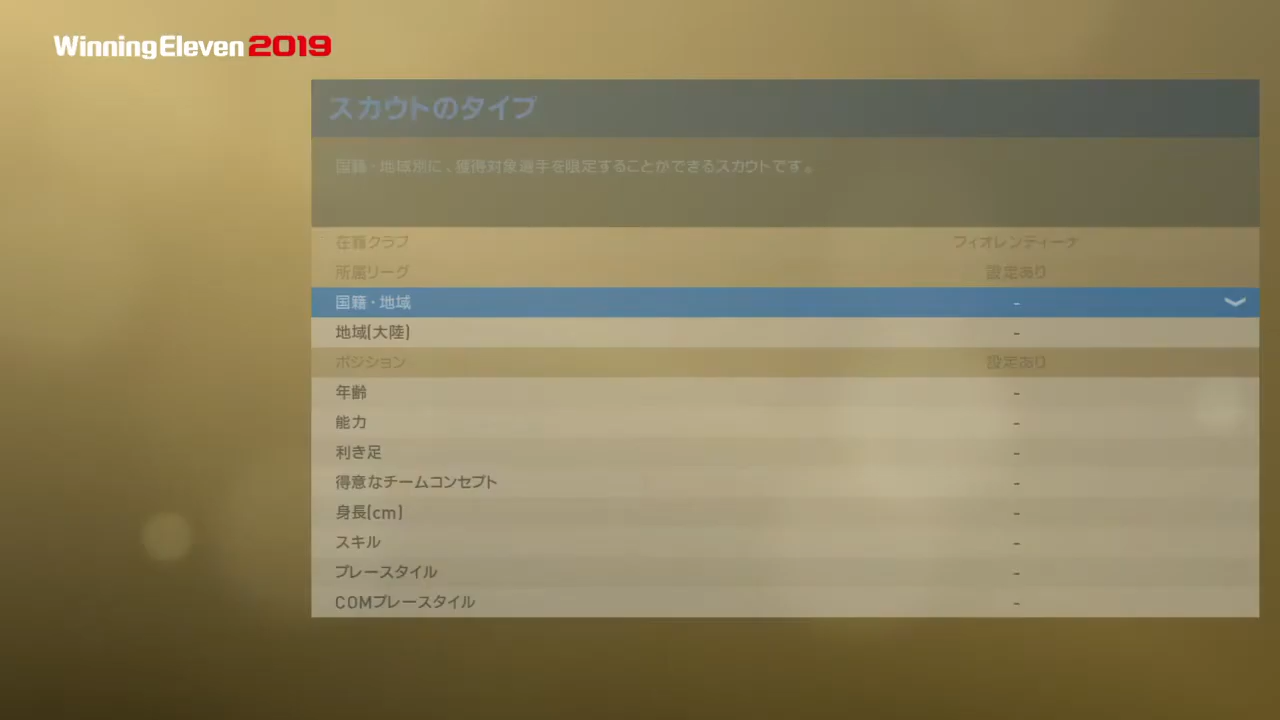 WinningEleven 2019
スカウトのタイプ
国籍・地域別に、獲得対象選手を限定することができるスカウトです。
在籍クラブ フィオレンティーナ
所属リーグ 設定あり
国籍・地域 -
地域(大陸) -
ポジション 設定あり
年齢 -
能力 -
利き足 -
得意なチームコンセプト -
身長(cm) -
スキル -
プレースタイル -
COMプレースタイル -